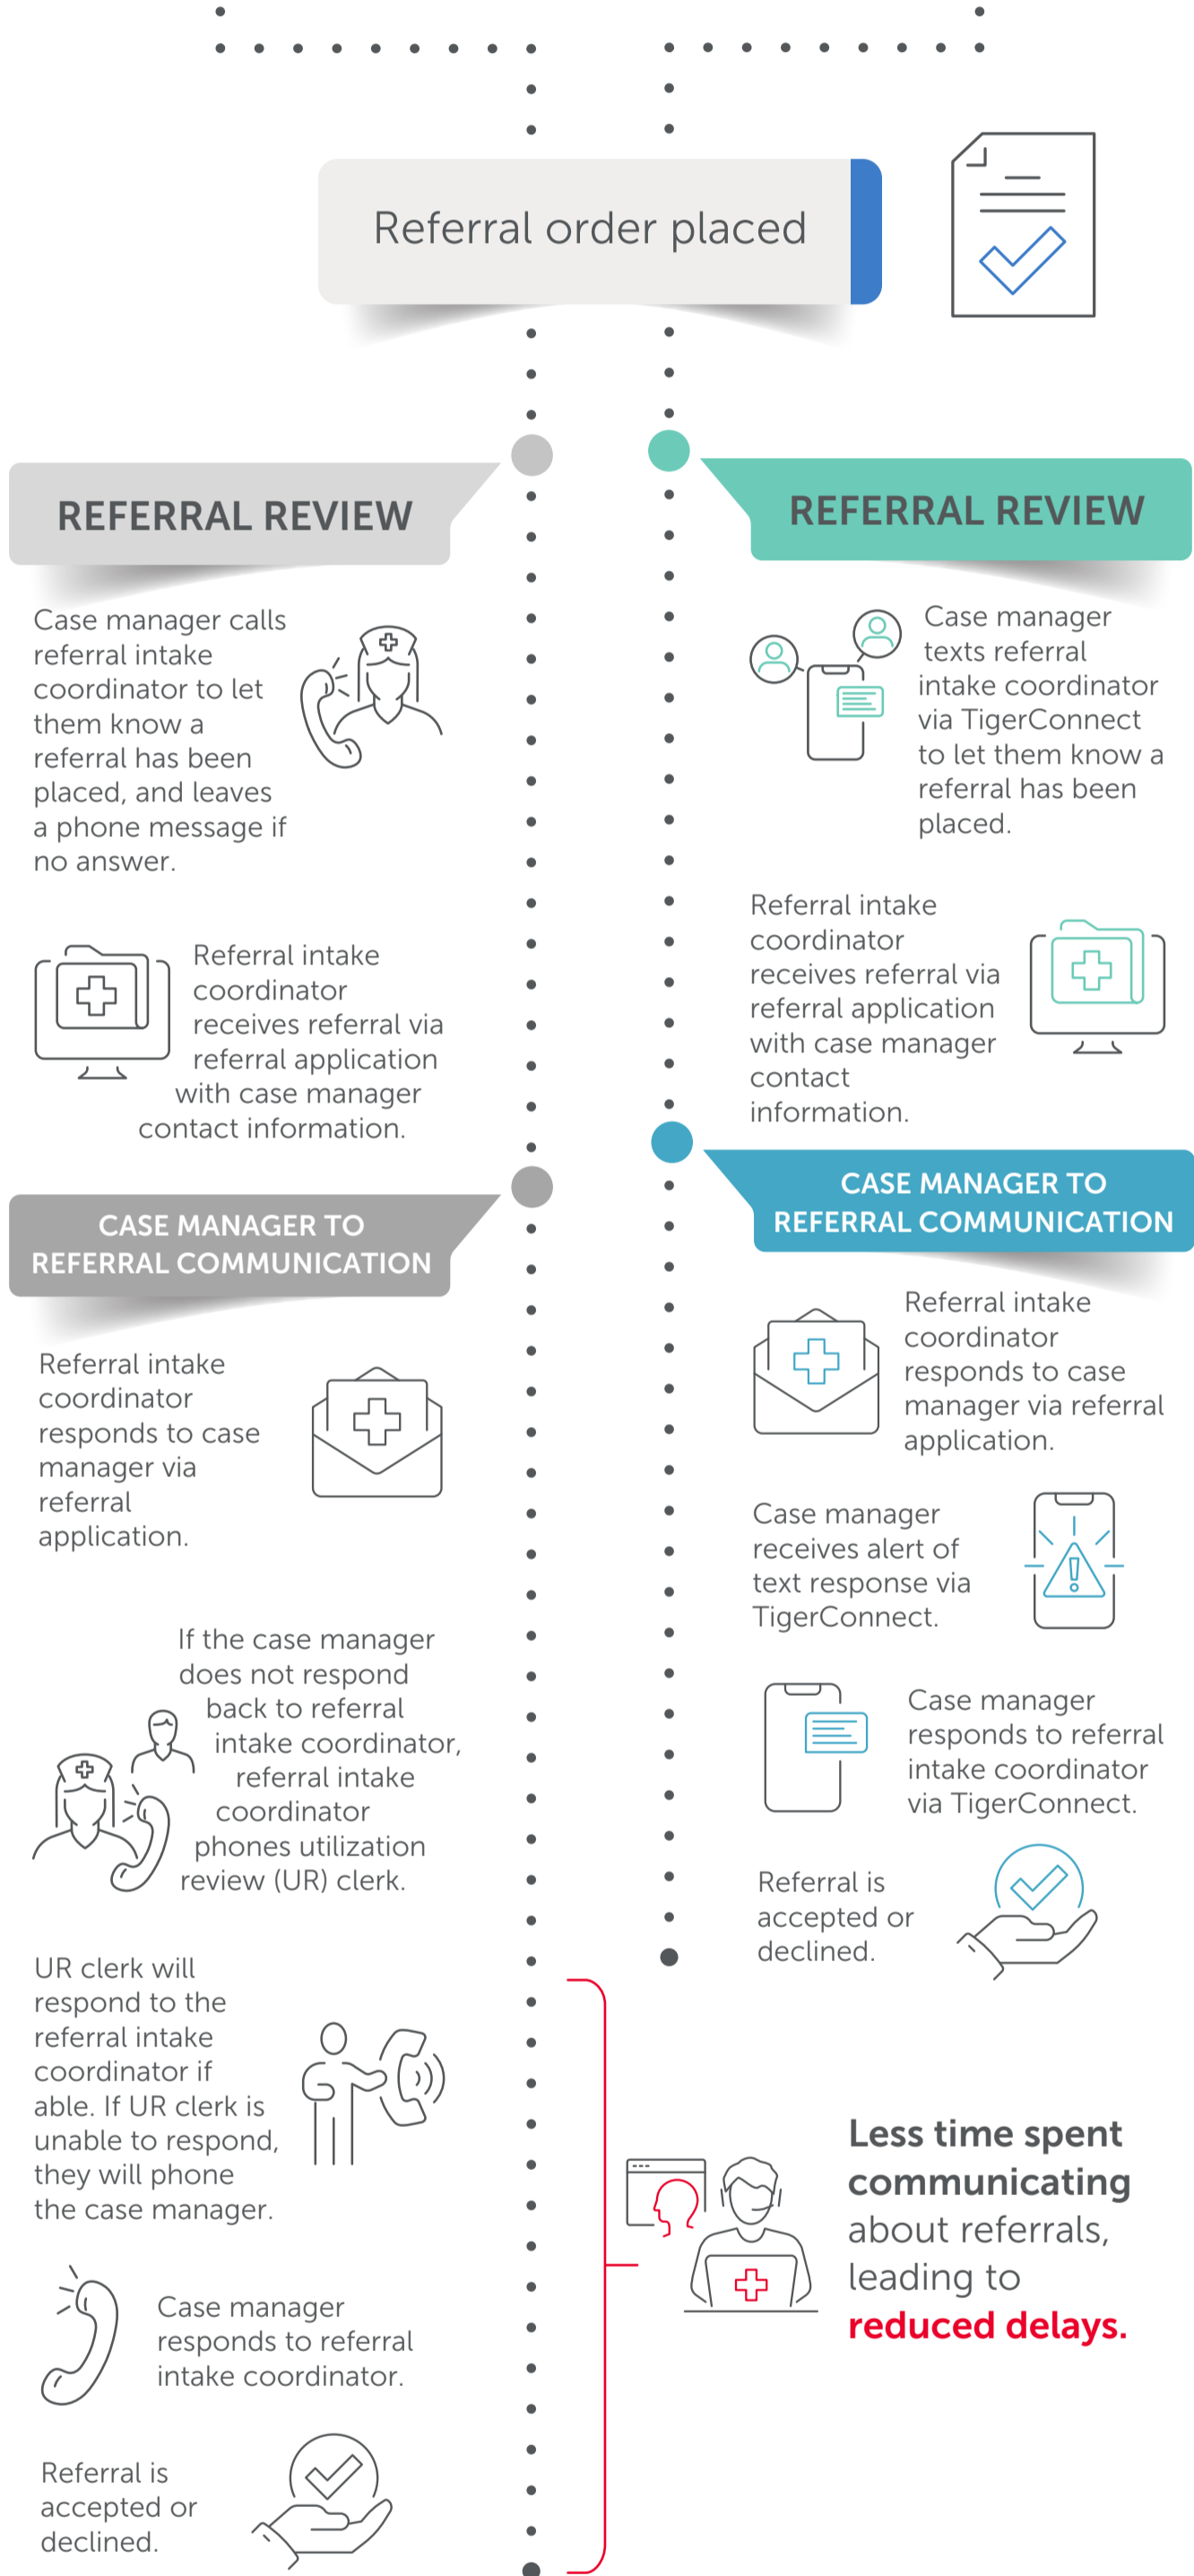 Referral order placed
REFERRAL REVIEW
Case manager calls
referral intake
coordinator to let
them know a
referral has been
placed, and leaves
a phone message if
no answer.
Referral intake
coordinator
receives referral via
referral application
with case manager
contact information.
CASE MANAGER TO
REFERRAL COMMUNICATION
Referral intake
coordinator
responds to case
manager via
referral
application.
If the case manager
does not respond
back to referral
intake coordinator,
referral intake
coordinator
phones utilization
review (UR) clerk.
UR clerk will
respond to the
referral intake
coordinator if
able. If UR clerk is
unable to respond,
they will phone
the case manager.
Case manager
responds to referral
intake coordinator.
Referral is
accepted or
declined.
REFERRAL REVIEW
Case manager
texts referral
intake coordinator
via TigerConnect
to let them know a
referral has been
placed.
Referral intake
coordinator
receives referral via
referral application
with case manager
contact
information.
CASE MANAGER TO
REFERRAL COMMUNICATION
Referral intake
coordinator
responds to case
manager via referral
application.
Case manager
receives alert of
text response via
TigerConnect.
Case manager
responds to referral
intake coordinator
via TigerConnect.
Referral is
accepted or
declined.
Less time spent
communicating
about referrals,
leading to
reduced delays.